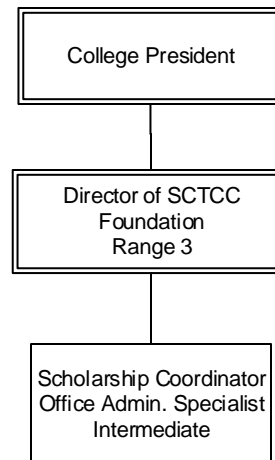 College President
Director of SCTCC
Foundation
Range 3
Scholarship Coordinator
Office Admin. Specialist
Intermediate